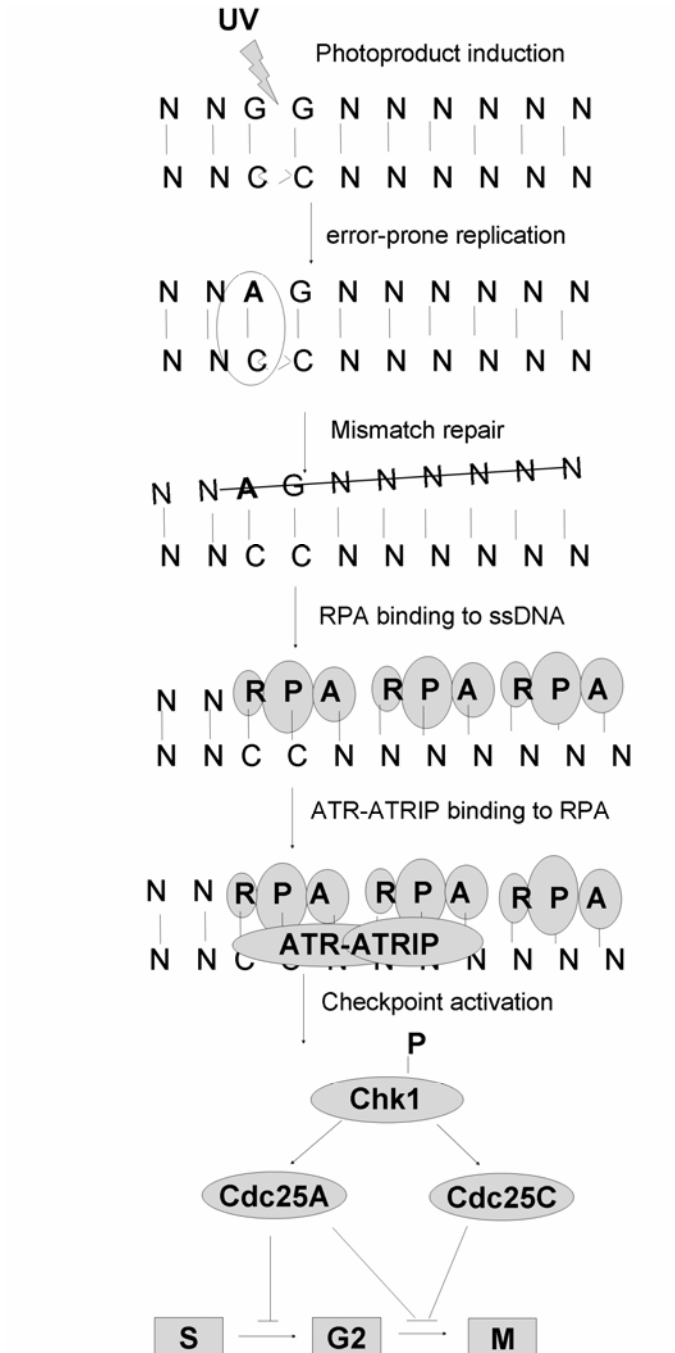 UV
Photoproduct induction
N N G G N N N N N N
N N C C N N N N N N
error-prone replication
N N A G N N N N N N
N N C C N N N N N N
Mismatch repair
N N A G N N N N N N
N N C C N N N N N N
RPA binding to ssDNA
N N R P A R P A R P A
N N C C N N N N N N N
ATR-ATRIP binding to RPA
N N R P A R P A R P A
ATR-ATRIP
N N C C N N N N N N N
Checkpoint activation
P
Chk1
Cdc25A Cdc25C
S G2 M